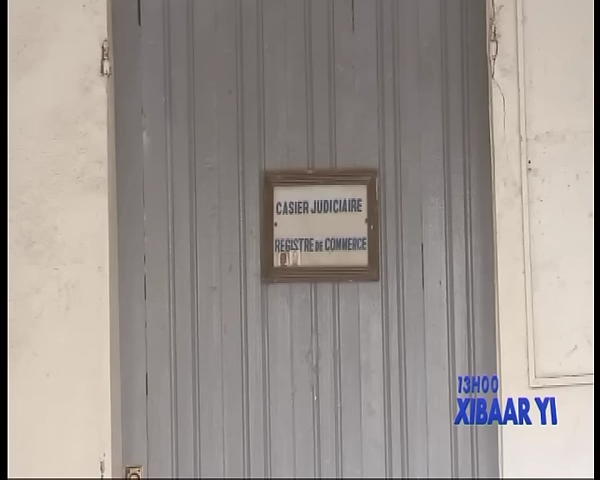 CASIER JUDICIAIRE
REGISTRE DE COMMERCE
13H00
XIBAAR YI